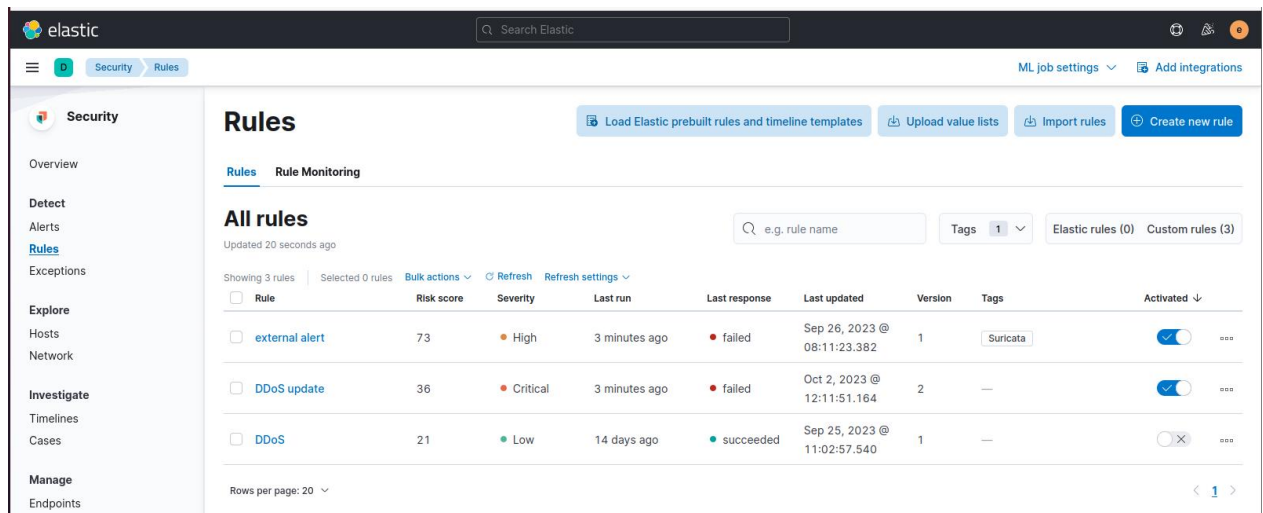 elastic
Search Elastic
e
D Security Rules
ML job settings Add integrations
Security
Overview
Detect
Alerts
Rules
Exceptions
Explore
Hosts
Network
Investigate
Timelines
Cases
Manage
Endpoints
Rules
Load Elastic prebuilt rules and timeline templates Upload value lists Import rules Create new rule
Rules Rule Monitoring
All rules
Updated 20 seconds ago
e.g. rule name Tags 1 Elastic rules (0) Custom rules (3)
Showing 3 rules Selected 0 rules Bulk actions Refresh Refresh settings
Rule Risk score Severity Last run Last response Last updated Version Tags Activated
external alert 73 High 3 minutes ago failed Sep 26, 2023 @ 08:11:23.382 1 Suricata
DDoS update 36 Critical 3 minutes ago failed Oct 2, 2023 @ 12:11:51.164 2 —
DDoS 21 Low 14 days ago succeeded Sep 25, 2023 @ 11:02:57.540 1 —
Rows per page: 20
1